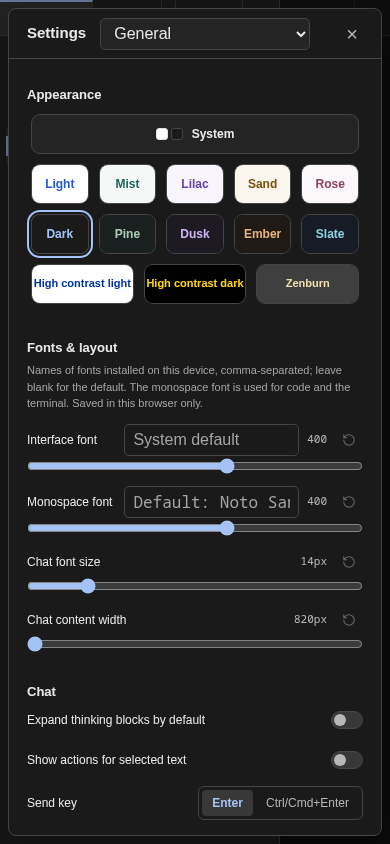 Settings
General
Appearance
System
Light
Mist
Lilac
Sand
Rose
Dark
Pine
Dusk
Ember
Slate
High contrast light
High contrast dark
Zenburn
Fonts & layout
Names of fonts installed on this device, comma-separated; leave
blank for the default. The monospace font is used for code and the
terminal. Saved in this browser only.
Interface font
System default
400
Monospace font
Default: Noto
400
Chat font size
14px
Chat content width
820px
Chat
Expand thinking blocks by default
Show actions for selected text
Send key
Enter
Ctrl/Cmd+Enter